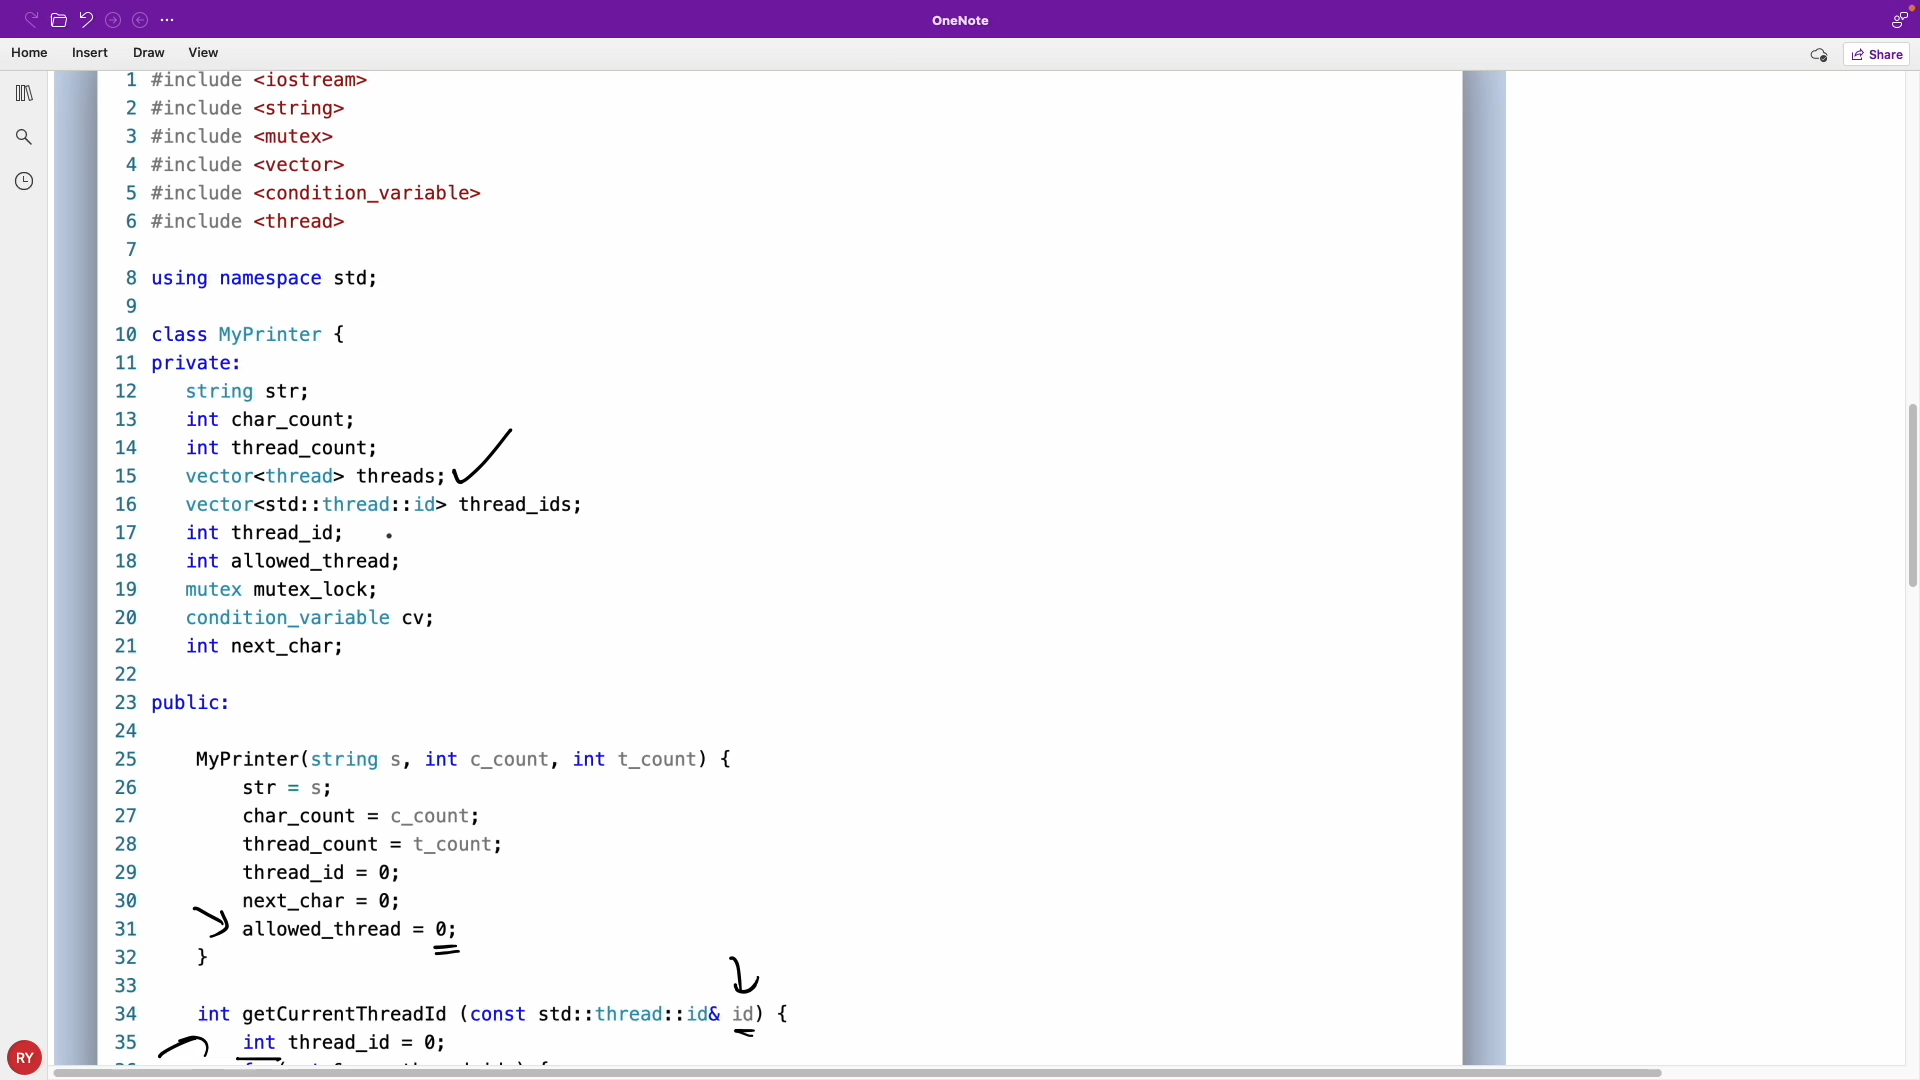 OneNote
Home Insert Draw View
Share
1 #include <iostream>
2 #include <string>
3 #include <mutex>
4 #include <vector>
5 #include <condition_variable>
6 #include <thread>
7
8 using namespace std;
9
10 class MyPrinter {
11 private:
12 string str;
13 int char_count;
14 int thread_count;
15 vector<thread> threads;
16 vector<std::thread::id> thread_ids;
17 int thread_id;
18 int allowed_thread;
19 mutex mutex_lock;
20 condition_variable cv;
21 int next_char;
22
23 public:
24
25 MyPrinter(string s, int c_count, int t_count) {
26 str = s;
27 char_count = c_count;
28 thread_count = t_count;
29 thread_id = 0;
30 next_char = 0;
31 allowed_thread = 0;
32 }
33
34 int getCurrentThreadId (const std::thread::id& id) {
35 int thread_id = 0;
RY